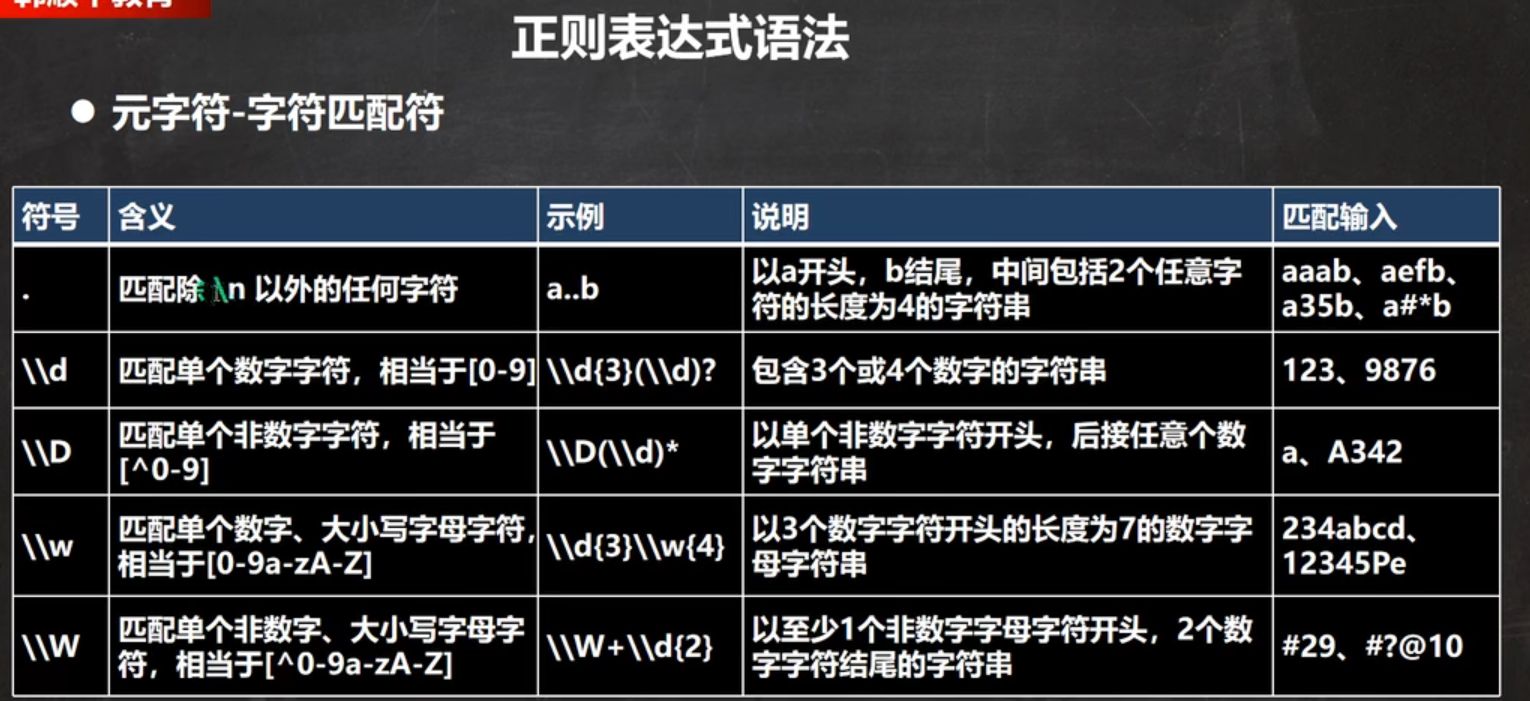 正则表达式语法
● 元字符-字符匹配符
符号 含义 示例 说明 匹配输入
. 匹配除 \n 以外的任何字符 a..b 以a开头，b结尾，中间包括2个任意字 aaab、aefb、
符的长度为4的字符串 a35b、a#*b
\\d 匹配单个数字字符，相当于[0-9] \\d{3}(\\d)? 包含3个或4个数字的字符串 123、9876
\\D 匹配单个非数字字符，相当于 \\D(\\d)* 以单个非数字字符开头，后接任意个数 a、A342
[^0-9] 字字符串
\\w 匹配单个数字、大小写字母字符， \\d{3}\\w{4} 以3个数字字符开头的长度为7的数字字 234abcd、
相当于[0-9a-zA-Z] 母字符串 12345Pe
\\W 匹配单个非数字、大小写字母字 \\W+\\d{2} 以至少1个非数字字母字符开头，2个数 #29、#?@10
符，相当于[^0-9a-zA-Z] 字字符结尾的字符串